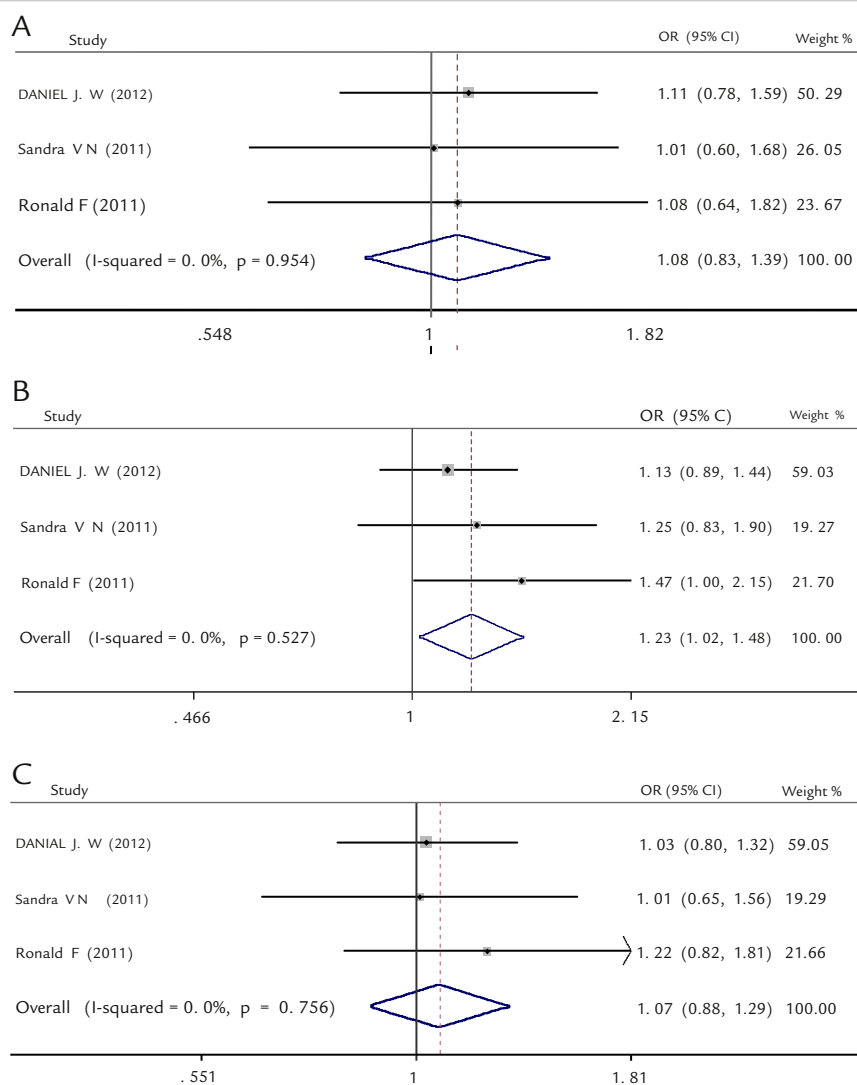 A
Study OR (95% CI) Weight %
DANIEL J. W (2012) 1.11 (0.78, 1.59) 50. 29
Sandra V N (2011) 1.01 (0.60, 1.68) 26. 05
Ronald F (2011) 1.08 (0.64, 1.82) 23. 67
Overall (I-squared = 0. 0%, p = 0.954) 1.08 (0.83, 1.39) 100. 00
.548 1 1. 82
B
Study OR (95% C) Weight %
DANIEL J. W (2012) 1. 13 (0. 89, 1. 44) 59. 03
Sandra V N (2011) 1. 25 (0. 83, 1. 90) 19. 27
Ronald F (2011) 1. 47 (1. 00, 2. 15) 21. 70
Overall (I-squared = 0. 0%, p = 0.527) 1. 23 (1. 02, 1. 48) 100. 00
. 466 1 2. 15
C
Study OR (95% CI) Weight %
DANIAL J. W (2012) 1. 03 (0. 80, 1. 32) 59.05
Sandra V N (2011) 1. 01 (0. 65, 1. 56) 19.29
Ronald F (2011) 1. 22 (0. 82, 1. 81) 21.66
Overall (I-squared = 0. 0%, p = 0. 756) 1. 07 (0. 88, 1. 29) 100.00
. 551 1 1. 81